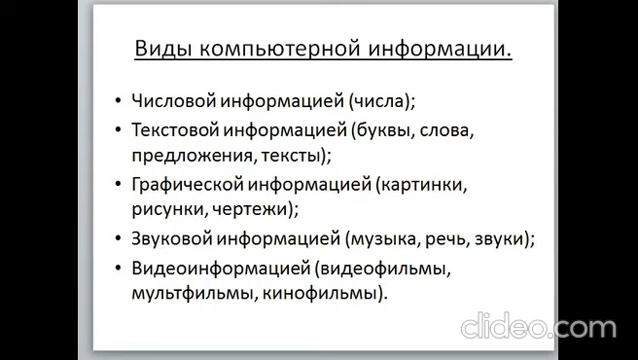 Виды компьютерной информации.
• Числовой информацией (числа);
• Текстовой информацией (буквы, слова,
предложения, тексты);
• Графической информацией (картинки,
рисунки, чертежи);
• Звуковой информацией (музыка, речь, звуки);
• Видеоинформацией (видеофильмы,
мультфильмы, кинофильмы).
clideo.com